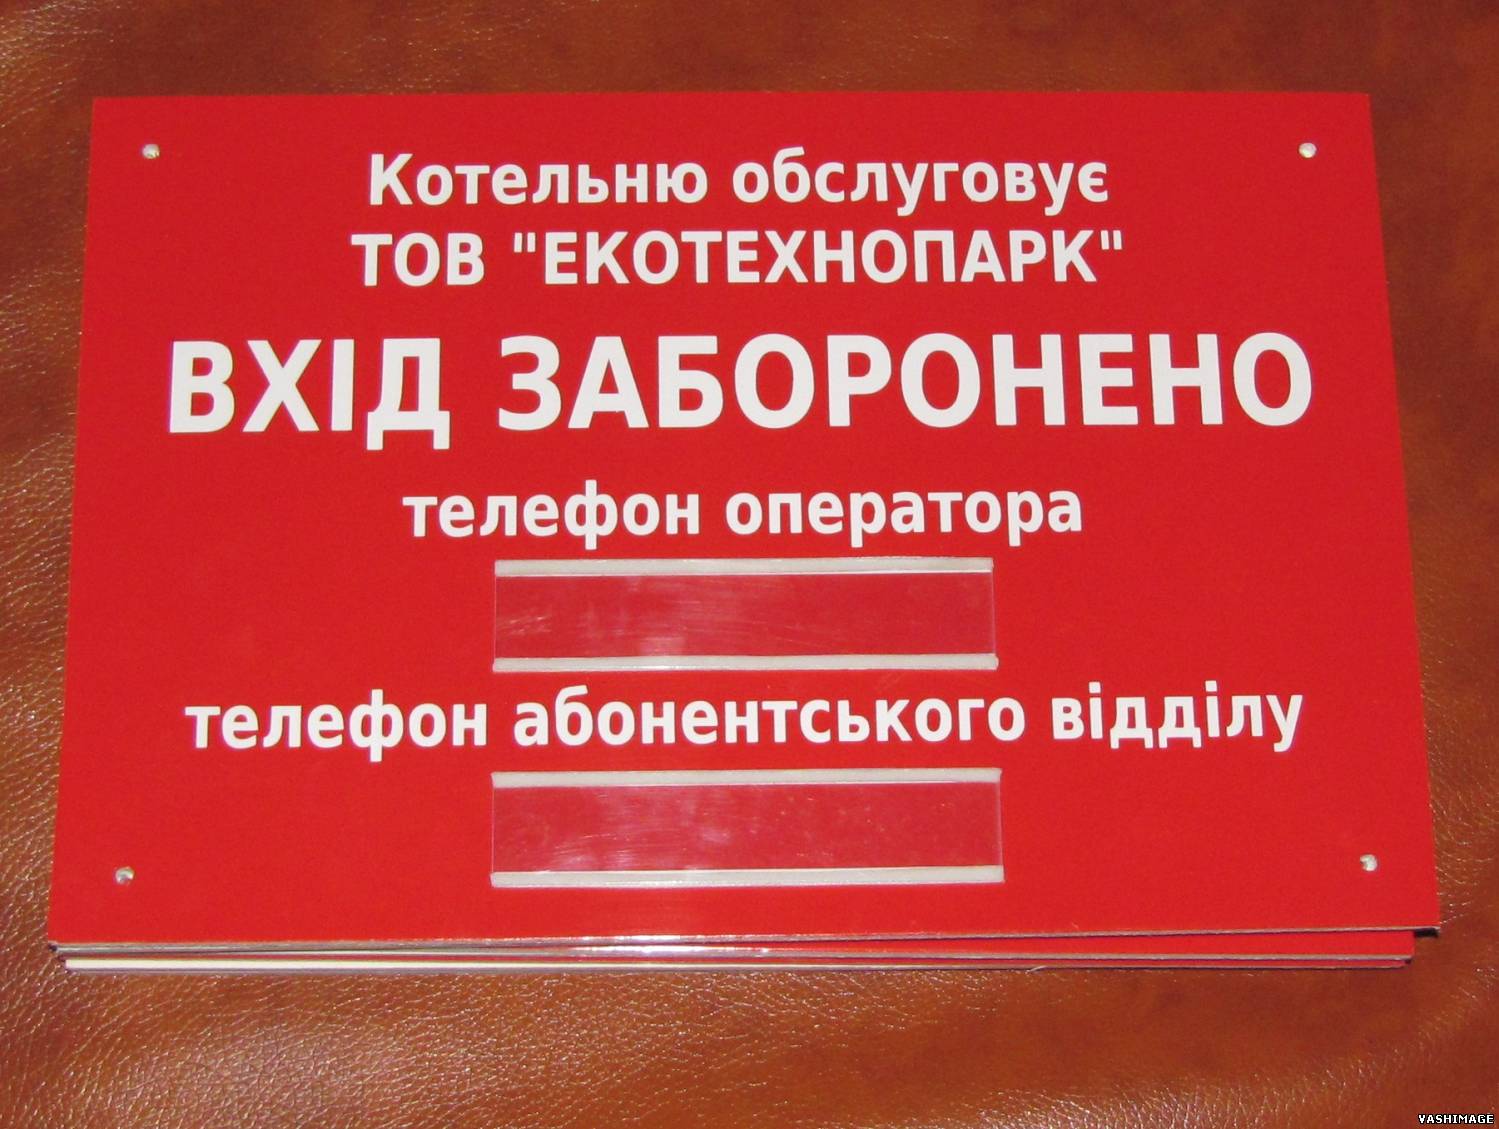 Котельню обслуговує
ТОВ "ЕКОТЕХНОПАРК"
ВХІД ЗАБОРОНЕНО
телефон оператора
телефон абонентського відділу
VASHIMAGE